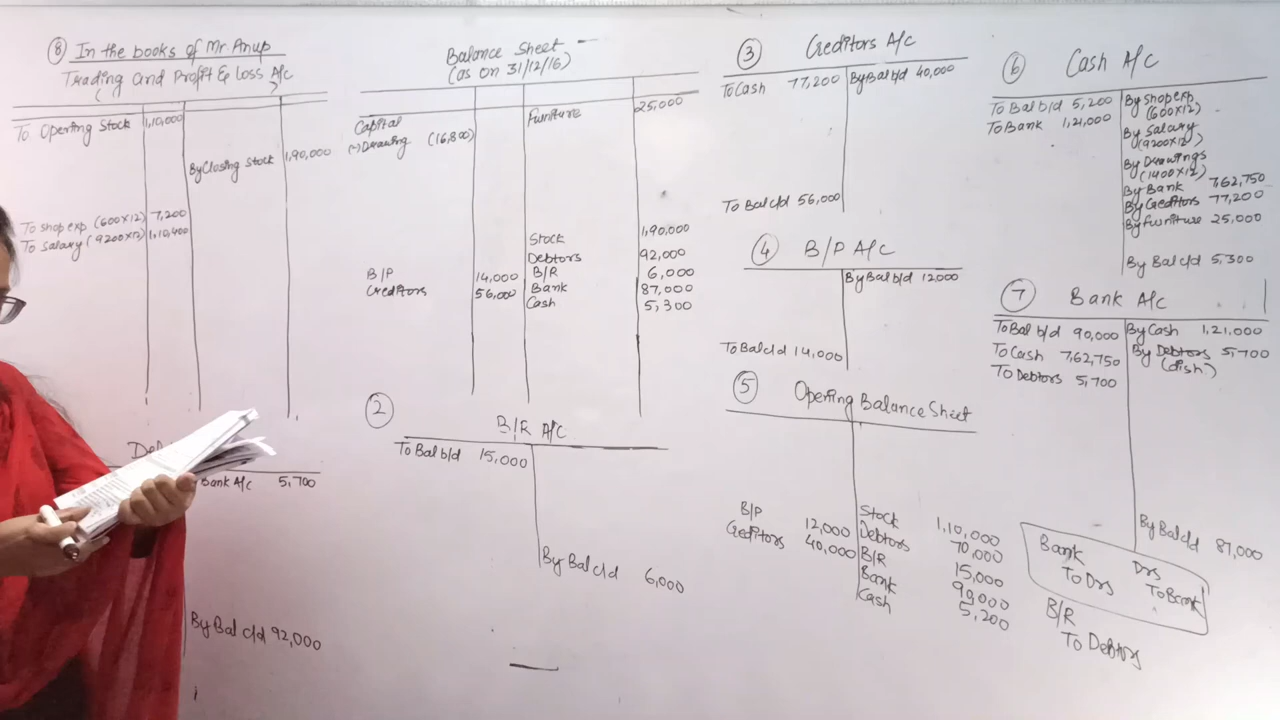 ⑧ In the books of Mr Anup
Trading and Profit & Loss A/c
To Opening Stock 1,10,000
By Closing Stock 1,90,000
To shop exp (600x12) 7,200
To salary (9200x12) 1,10,400
Balance Sheet
(as on 31/12/16)
Capital
(-) Drawing (16,800)
Furniture 25,000
Stock 1,90,000
Debtors 92,000
B/P 14,000 B/R 6,000
Creditors 56,000 Bank 87,000
Cash 5,300
Bank A/c 5,700
By Bal c/d 92,000
②
B/R A/c
To Bal b/d 15,000
By Bal c/d 6,000
③ Creditors A/c
To Cash 77,200 By Bal b/d 40,000
To Bal c/d 56,000
④ B/P A/c
By Bal b/d 12000
To Bal c/d 14,000
⑤ Opening Balance Sheet
Stock 1,10,000
B/P 12,000 Debtors 70,000
Creditors 40,000 B/R 15,000
Bank 90,000
Cash 5,200
⑥ Cash A/c
To Bal b/d 5,200 By Shop exp
(600x12)
To Bank 1,21,000 By Salary
(9200x12)
By Drawings
(1400x12)
By Bank 7,62,750
By Creditors 77,200
By Furniture 25,000
By Bal c/d 5,300
⑦ Bank A/c
To Bal b/d 90,000 By Cash 1,21,000
To Cash 7,62,750 By Debtors 5,700
(dish.)
To Debtors 5,700
By Bal c/d 87,000
Bank Drs
To Drs To Bank
B/R
To Debtors